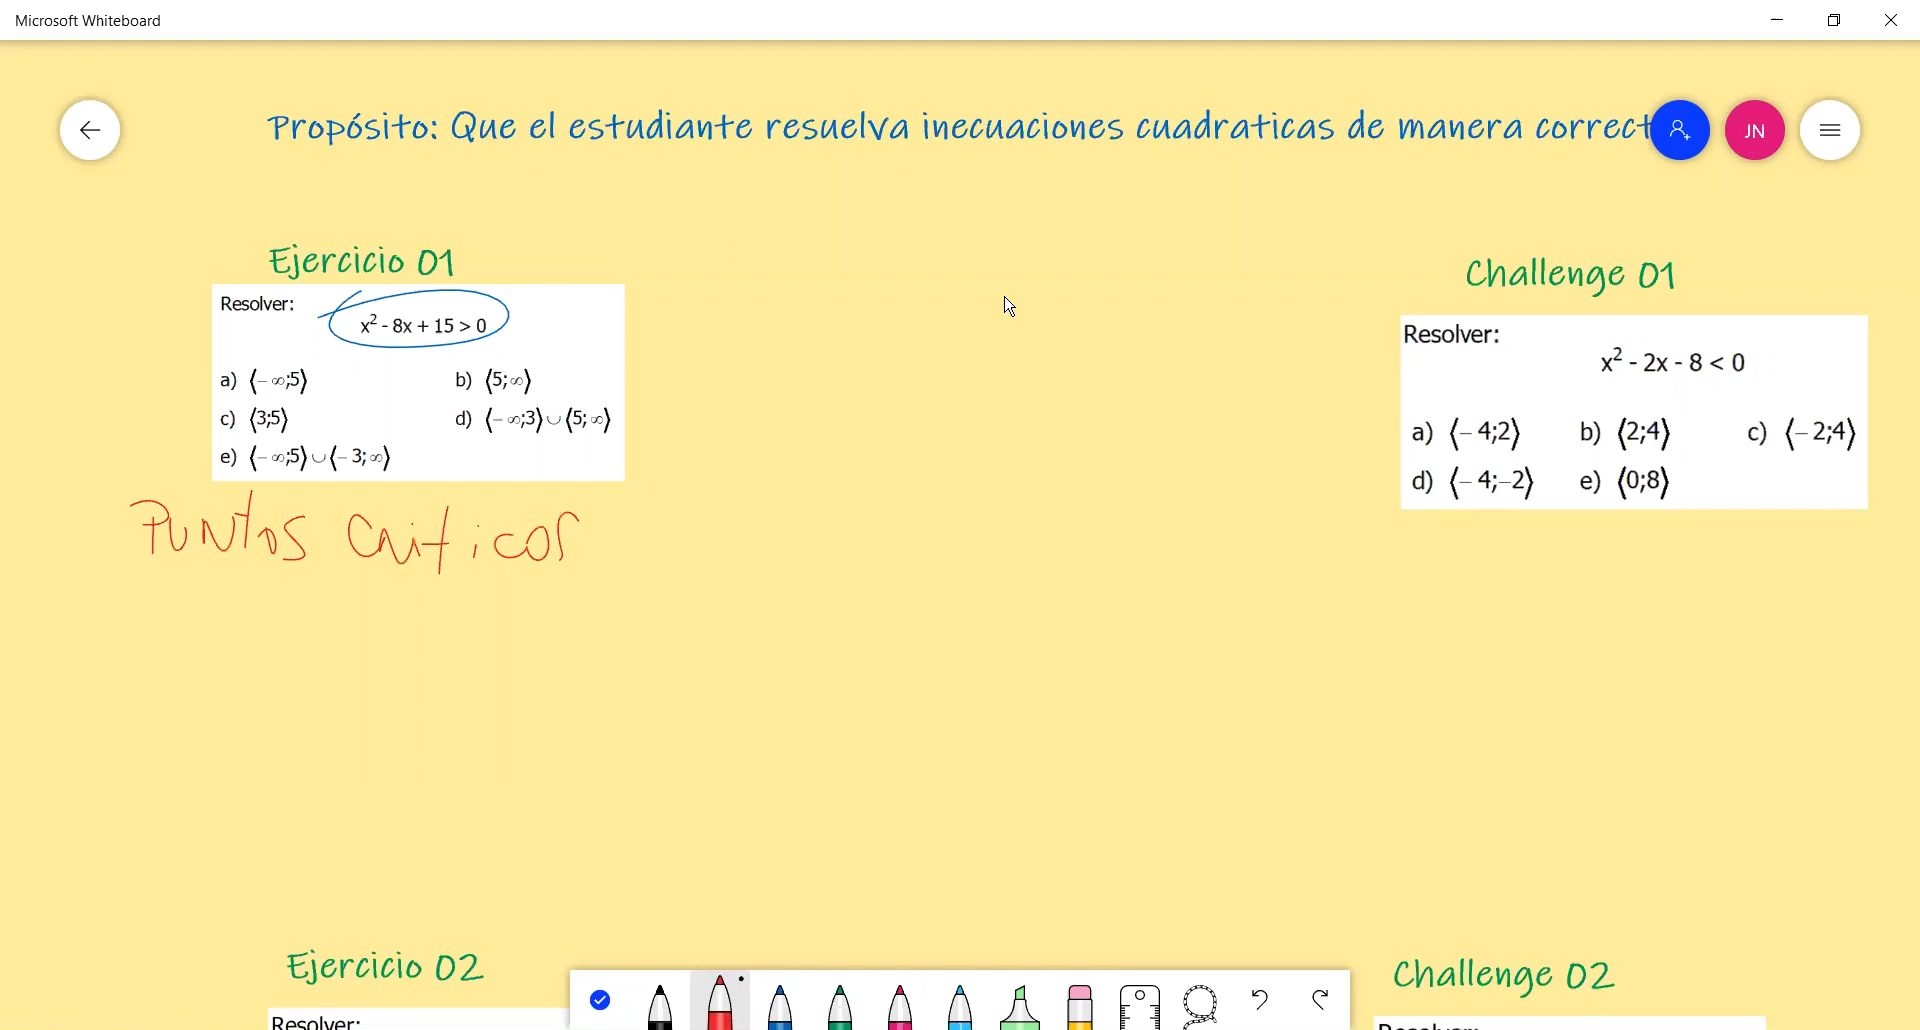 Microsoft Whiteboard
Propósito: Que el estudiante resuelva inecuaciones cuadraticas de manera correct
JN
Ejercicio 01
Resolver:
x² - 8x + 15 > 0
a) ⟨- ∞;5⟩ b) ⟨5; ∞⟩
c) ⟨3;5⟩ d) ⟨- ∞;3⟩ ∪ ⟨5; ∞⟩
e) ⟨- ∞;5⟩ ∪ ⟨- 3; ∞⟩
Puntos Criticos
Challenge 01
Resolver:
x² - 2x - 8 < 0
a) ⟨- 4;2⟩ b) ⟨2;4⟩ c) ⟨- 2;4⟩
d) ⟨- 4;-2⟩ e) ⟨0;8⟩
Ejercicio 02
Resolver:
Challenge 02
Resolver: